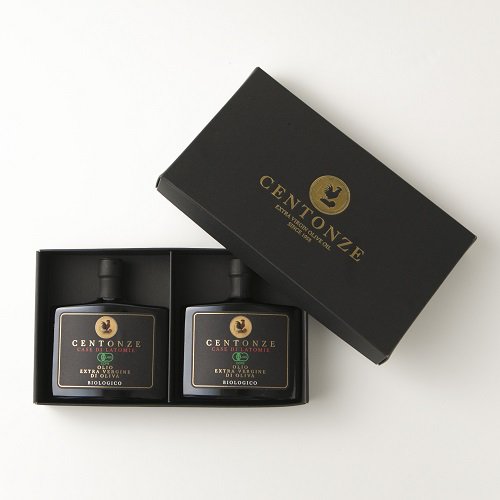 CENTONZE
EXTRA VIRGIN OLIVE OIL
SINCE
CENTONZE
CASE DI LATOMIE
OLIO
EXTRA VERGINE
DI OLIVA
BIOLOGICO
CENTONZE
CASE DI LATOMIE
OLIO
EXTRA VERGINE
DI OLIVA
BIOLOGICO